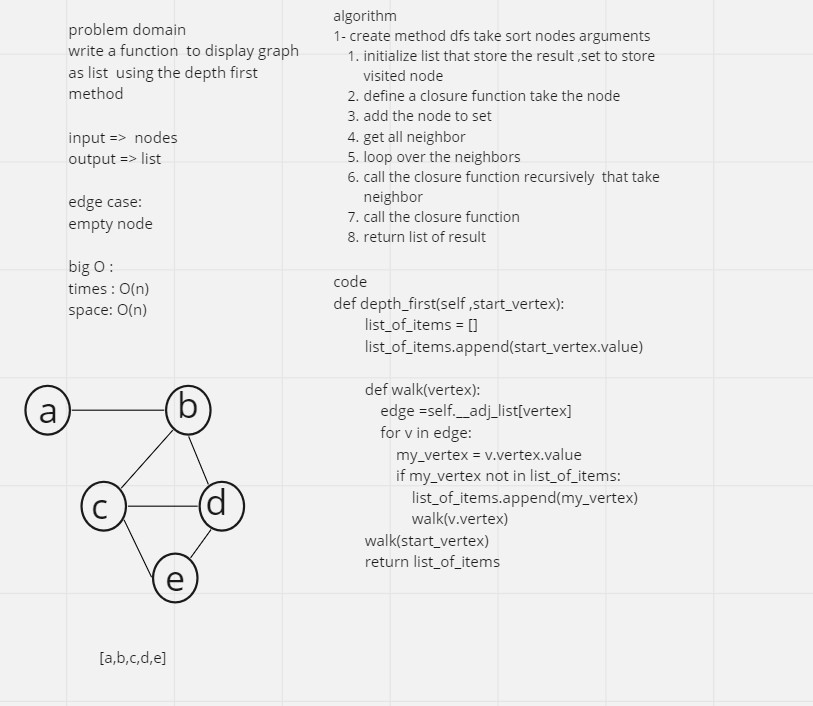 problem domain
write a function  to display graph
as list  using the depth first
method
input =>  nodes
output => list
edge case:
empty node
big O :
times : O(n)
space: O(n)
a
b
c
d
e
[a,b,c,d,e]
algorithm
1- create method dfs take sort nodes arguments
1. initialize list that store the result ,set to store
visited node
2. define a closure function take the node
3. add the node to set
4. get all neighbor
5. loop over the neighbors
6. call the closure function recursively  that take
neighbor
7. call the closure function
8. return list of result
code
def depth_first(self ,start_vertex):
list_of_items = []
list_of_items.append(start_vertex.value)
def walk(vertex):
edge =self.__adj_list[vertex]
for v in edge:
my_vertex = v.vertex.value
if my_vertex not in list_of_items:
list_of_items.append(my_vertex)
walk(v.vertex)
walk(start_vertex)
return list_of_items